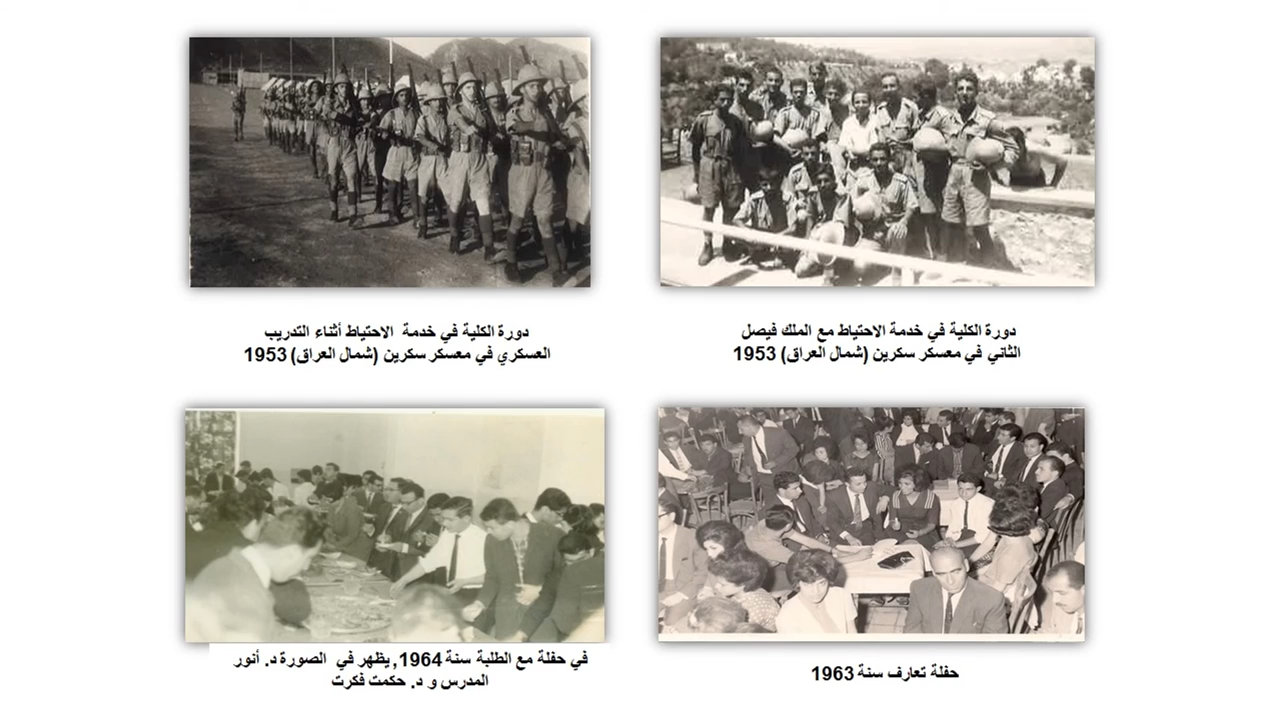 دورة الكلية في خدمة الاحتياط مع الملك فيصل
الثاني في معسكر سكرين (شمال العراق) 1953
دورة الكلية في خدمة الاحتياط أثناء التدريب
العسكري في معسكر سكرين (شمال العراق) 1953
حفلة تعارف سنة 1963
في حفلة مع الطلبة سنة 1964, يظهر في الصورة د. أنور
المدرس و د. حكمت فكرت